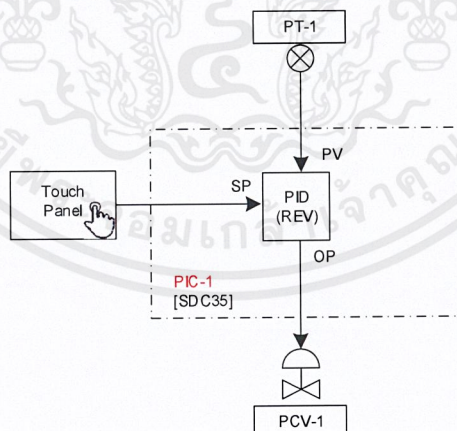 PT-1
PV
Touch
Panel
SP
PID
(REV)
OP
PIC-1
[SDC35]
PCV-1